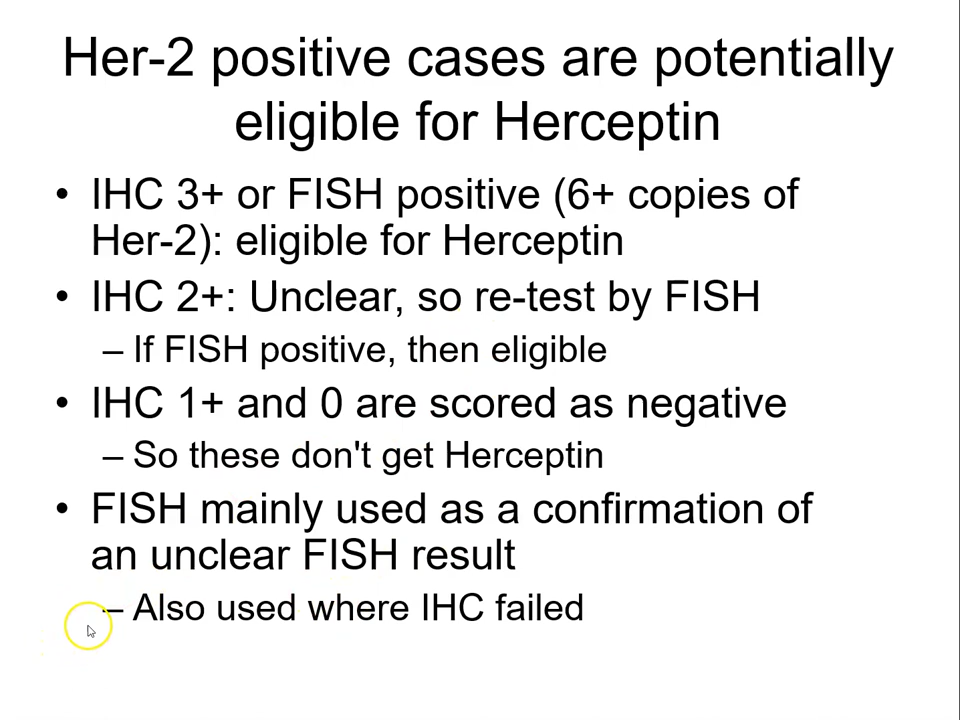 Her-2 positive cases are potentially
eligible for Herceptin
• IHC 3+ or FISH positive (6+ copies of
Her-2): eligible for Herceptin
• IHC 2+: Unclear, so re-test by FISH
– If FISH positive, then eligible
• IHC 1+ and 0 are scored as negative
– So these don't get Herceptin
• FISH mainly used as a confirmation of
an unclear FISH result
– Also used where IHC failed